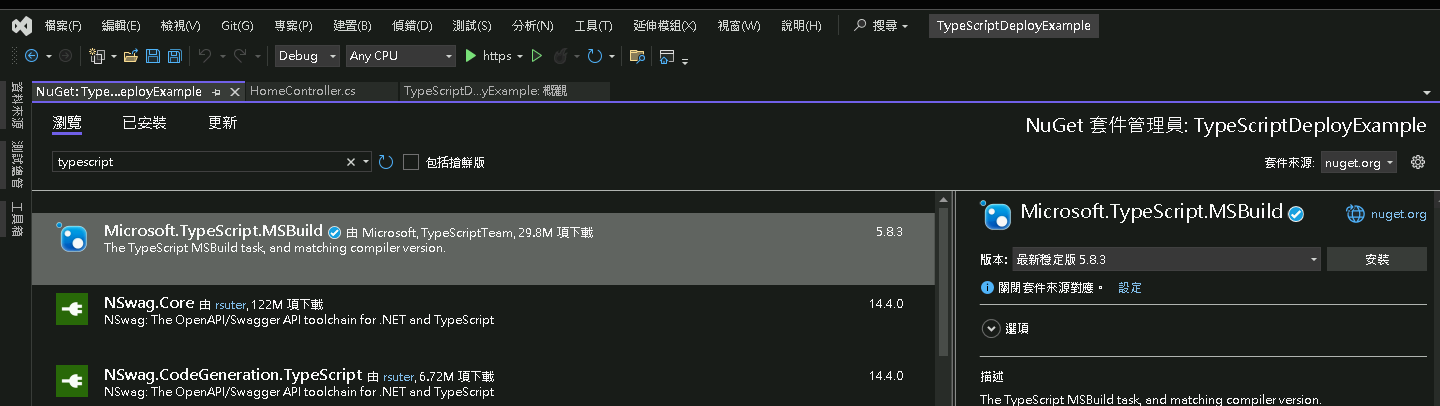 檔案(F) 編輯(E) 檢視(V) Git(G) 專案(P) 建置(B) 偵錯(D) 測試(S) 分析(N) 工具(T) 延伸模組(X) 視窗(W) 說明(H) 搜尋 TypeScriptDeployExample
Debug Any CPU https
資料來源
測試總管
工具箱
NuGet: Type...eployExample HomeController.cs TypeScriptD...yExample: 概觀
瀏覽 已安裝 更新 NuGet 套件管理員: TypeScriptDeployExample
typescript 包括搶鮮版 套件來源: nuget.org
Microsoft.TypeScript.MSBuild 由 Microsoft, TypeScriptTeam, 29.8M 項下載 5.8.3
The TypeScript MSBuild task, and matching compiler version.
NSwag.Core 由 rsuter, 122M 項下載 14.4.0
NSwag: The OpenAPI/Swagger API toolchain for .NET and TypeScript
NSwag.CodeGeneration.TypeScript 由 rsuter, 6.72M 項下載 14.4.0
NSwag: The OpenAPI/Swagger API toolchain for .NET and TypeScript
Microsoft.TypeScript.MSBuild nuget.org
版本: 最新穩定版 5.8.3 安裝
關閉套件來源對應。 設定
選項
描述
The TypeScript MSBuild task, and matching compiler version.